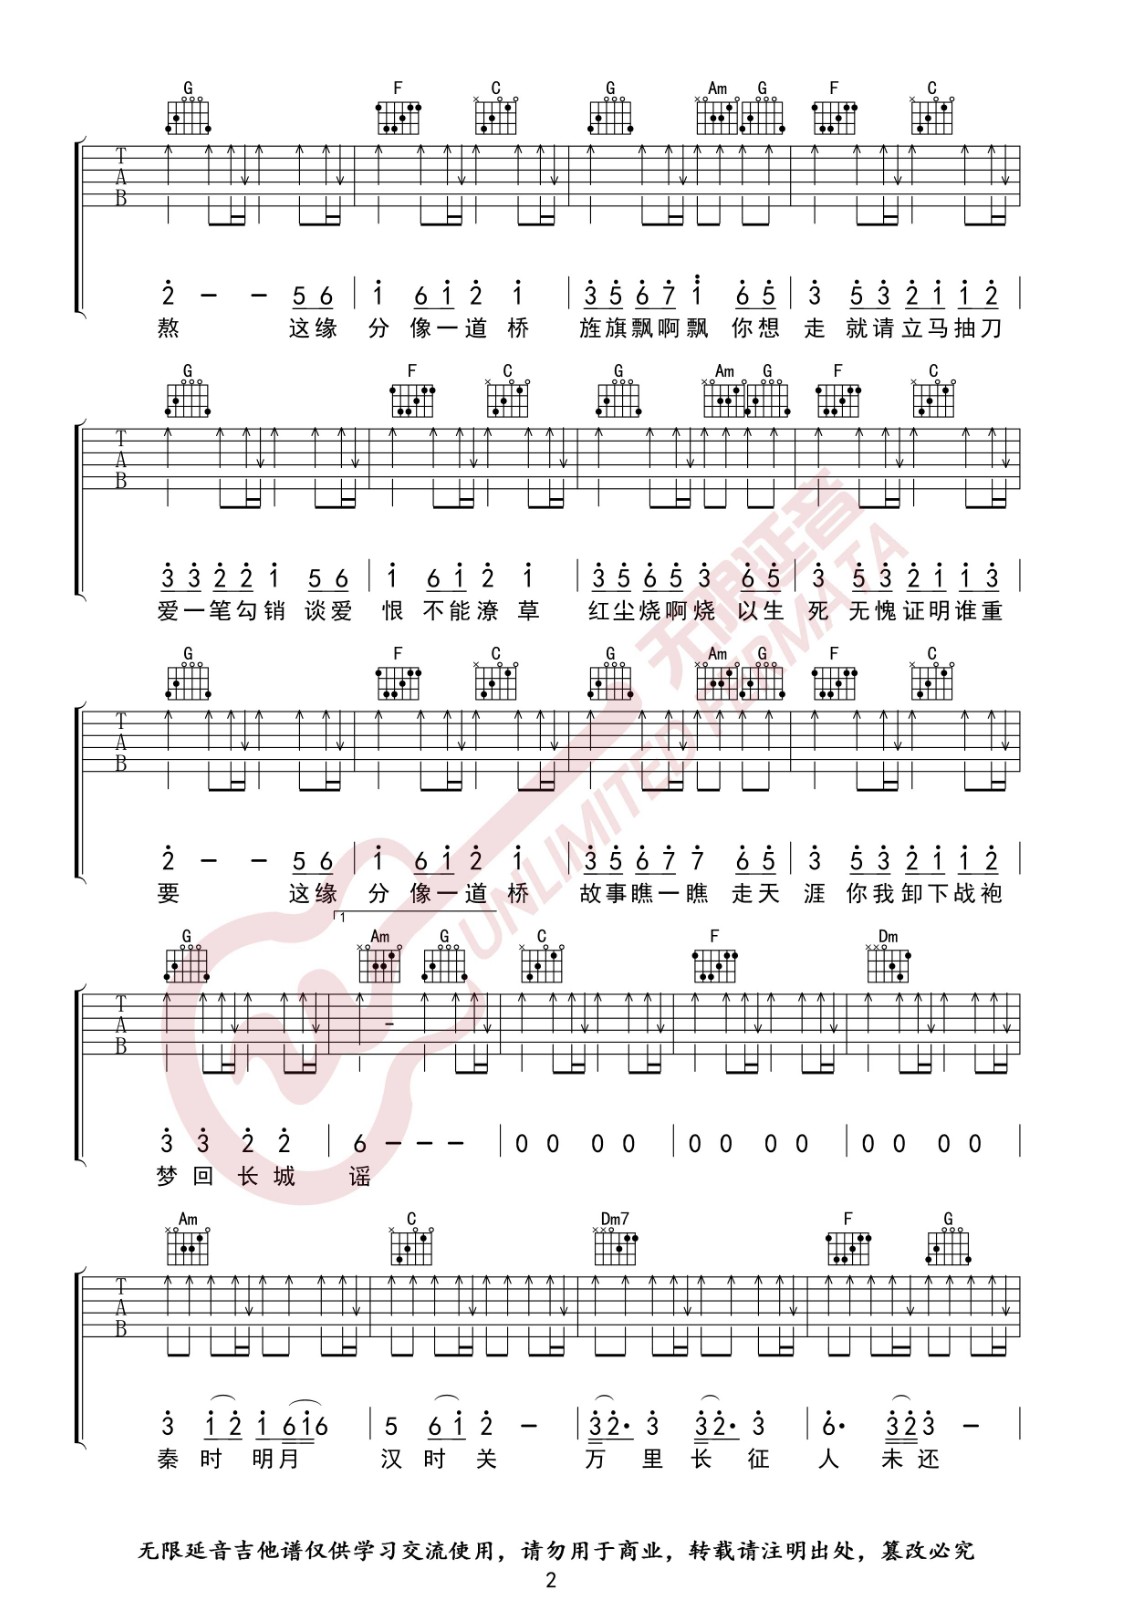 G F C G Am G F C
T
A
B
2 - - 5 6 | 1 6 1 2 1 | 3 5 6 7 1 6 5 | 3 5 3 2 1 1 2 |
熬 这缘 分 像一道 桥 旌旗飘啊飘 你想 走 就请立马抽刀
G F C G Am G F C
T
A
B
3 3 2 2 1 5 6 | 1 6 1 2 1 | 3 5 6 5 3 6 5 | 3 5 3 2 1 1 3 |
爱一笔勾销 谈爱 恨 不能潦 草 红尘烧啊烧 以生 死 无愧证明谁重
G F C G Am G F C
T
A
B
2 - - 5 6 | 1 6 1 2 1 | 3 5 6 7 7 6 5 | 3 5 3 2 1 1 2 |
要 这缘 分 像一道 桥 故事瞧一瞧 走天 涯 你我卸下战袍
1
G Am G C F Dm
T
A
B
3 3 2 2 | 6 - - - | 0 0 0 0 | 0 0 0 0 | 0 0 0 0 |
梦 回 长 城 谣
Am C Dm7 F G
T
A
B
3 1 2 1 6 1 6 | 5 6 1 2 - | 3 2· 3 3 2· 3 | 6· 3 2 3 - |
秦 时 明月 汉 时 关 万 里 长 征 人 未 还
无限延音
UNLIMITED FERMATA
无限延音吉他谱仅供学习交流使用，请勿用于商业，转载请注明出处，篡改必究
2